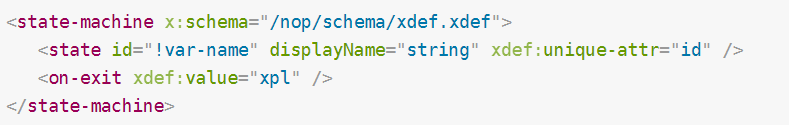 <state-machine x:schema="/nop/schema/xdef.xdef">
<state id="!var-name" displayName="string" xdef:unique-attr="id" />
<on-exit xdef:value="xpl" />
</state-machine>